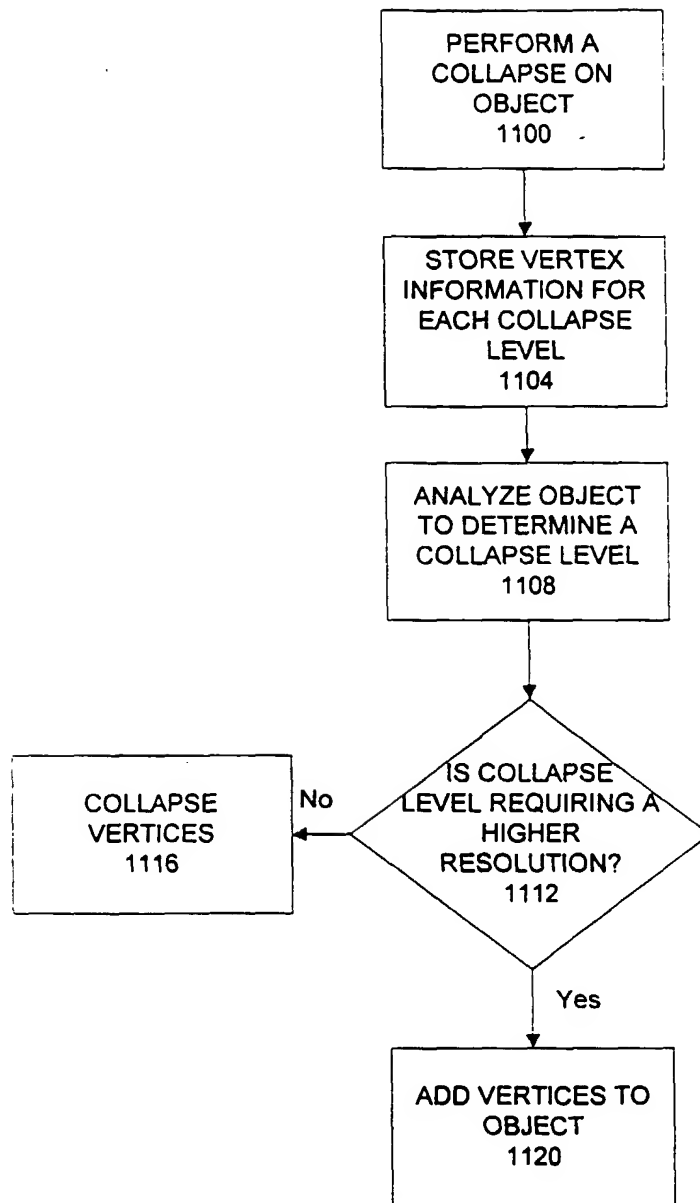 PERFORM A
COLLAPSE ON
OBJECT
1100
STORE VERTEX
INFORMATION FOR
EACH COLLAPSE
LEVEL
1104
ANALYZE OBJECT
TO DETERMINE A
COLLAPSE LEVEL
1108
IS COLLAPSE
LEVEL REQUIRING A
HIGHER
RESOLUTION?
1112
No
COLLAPSE
VERTICES
1116
Yes
ADD VERTICES TO
OBJECT
1120